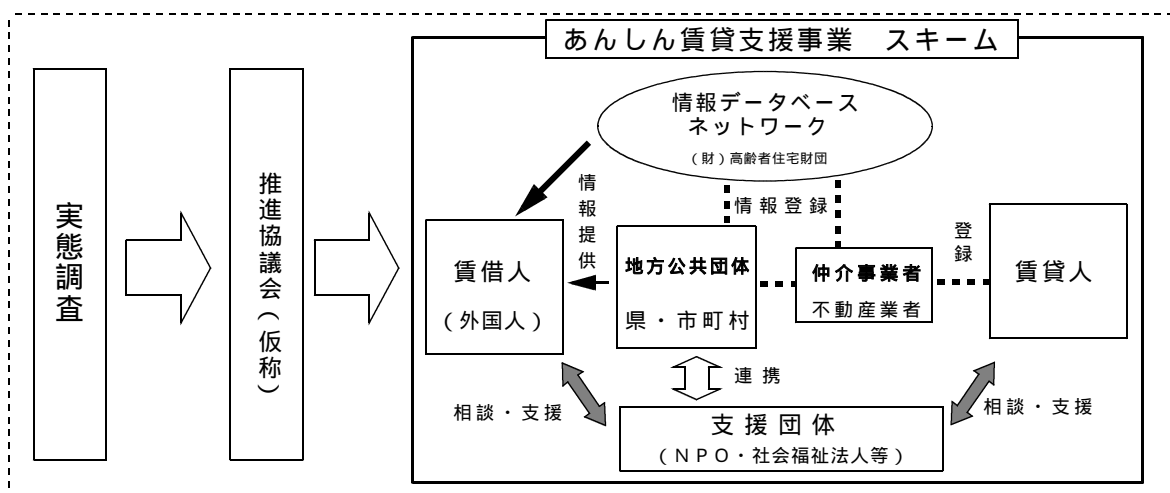 あんしん賃貸支援事業　スキーム
実態調査
推進協議会（仮称）
情報データベース
ネットワーク
（財）高齢者住宅財団
情報提供
情報登録
登録
賃借人
（外国人）
地方公共団体
県・市町村
仲介事業者
不動産業者
賃貸人
連携
相談・支援
相談・支援
支援団体
（ＮＰＯ・社会福祉法人等）